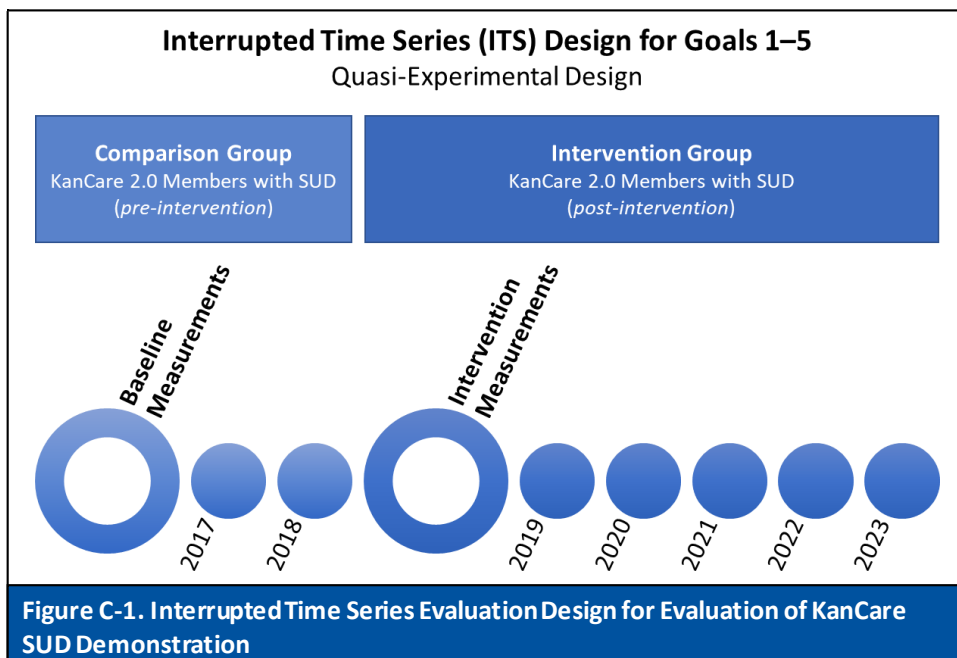 Interrupted Time Series (ITS) Design for Goals 1–5
Quasi-Experimental Design
Comparison Group
KanCare 2.0 Members with SUD
(pre-intervention)
Intervention Group
KanCare 2.0 Members with SUD
(post-intervention)
Baseline
Measurements
Intervention
Measurements
2017
2018
2019
2020
2021
2022
2023
Figure C-1. Interrupted Time Series Evaluation Design for Evaluation of KanCare
SUD Demonstration